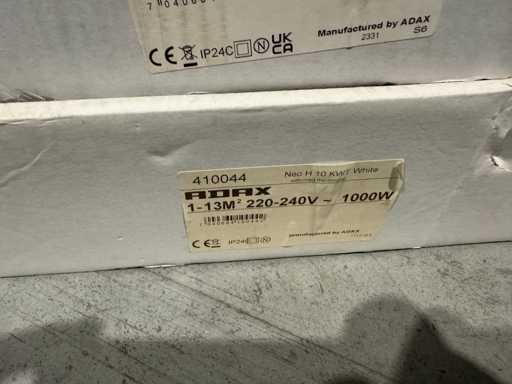 Manufactured by ADAX
2331 S6
CE IP24C N UK CA
410044 Neo H 10 KWT White
ADAX
1-13M² 220-240V ~ 1000W
CE IP24C N Manufactured by ADAX